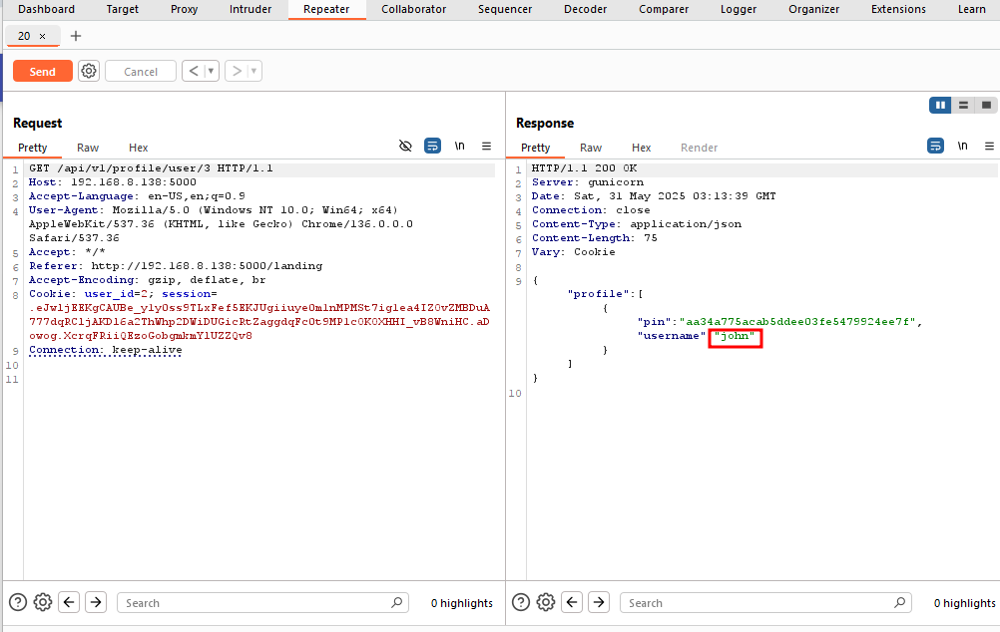 Dashboard Target Proxy Intruder Repeater Collaborator Sequencer Decoder Comparer Logger Organizer Extensions Learn
20 × +
Send Cancel < ▾ > ▾
Request
Pretty Raw Hex \n
1 GET /api/v1/profile/user/3 HTTP/1.1
2 Host: 192.168.8.138:5000
3 Accept-Language: en-US,en;q=0.9
4 User-Agent: Mozilla/5.0 (Windows NT 10.0; Win64; x64)
AppleWebKit/537.36 (KHTML, like Gecko) Chrome/136.0.0.0
Safari/537.36
5 Accept: */*
6 Referer: http://192.168.8.138:5000/landing
7 Accept-Encoding: gzip, deflate, br
8 Cookie: user_id=2; session=
9 Connection: keep-alive
10
11
Search 0 highlights
Response
Pretty Raw Hex Render \n
1 HTTP/1.1 200 OK
2 Server: gunicorn
3 Date: Sat, 31 May 2025 03:13:39 GMT
4 Connection: close
5 Content-Type: application/json
6 Content-Length: 75
7 Vary: Cookie
8
9 {
"profile":[
{
"pin":"aa34a775acab5ddee03fe5479924ee7f",
"username":"john"
}
]
}
10
Search 0 highlights